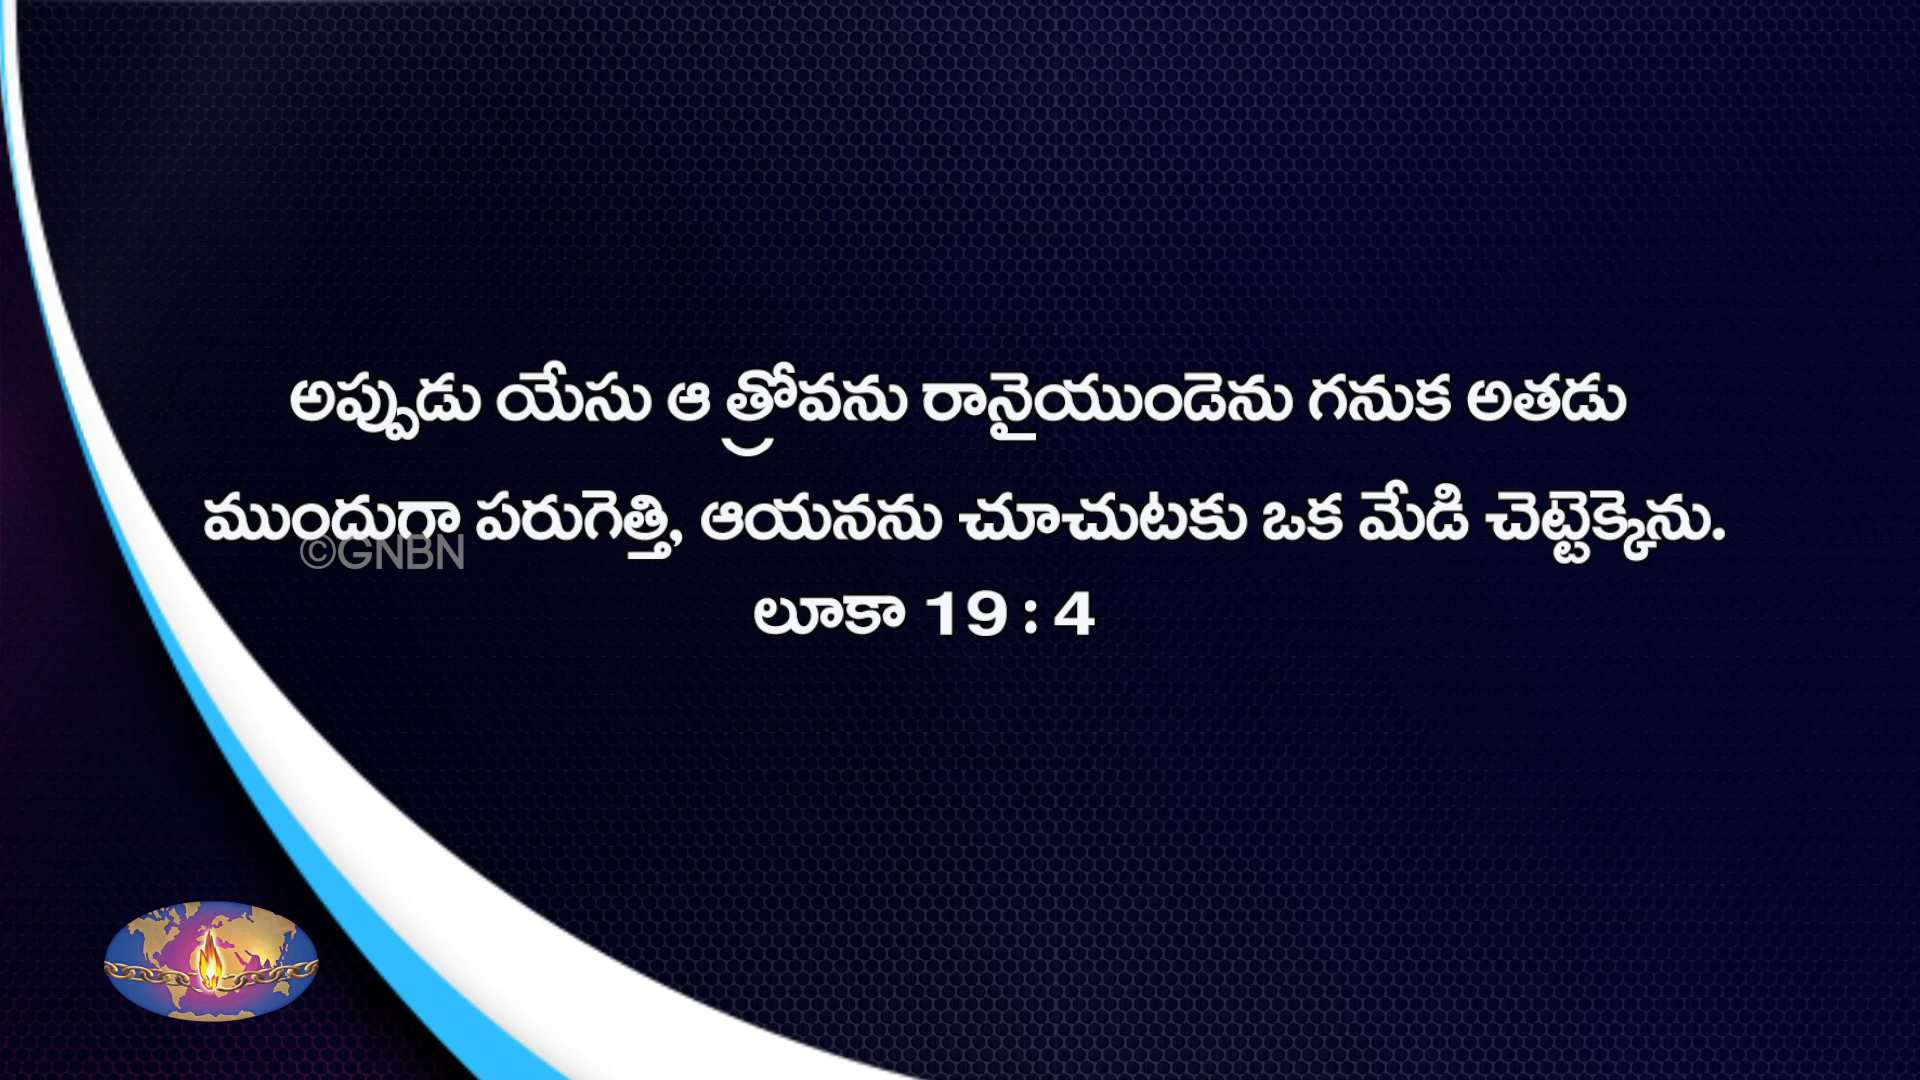 అప్పుడు యేసు ఆ త్రోవను రానైయుండెను గనుక అతడు
ముందుగా పరుగెత్తి, ఆయనను చూచుటకు ఒక మేడి చెట్టెక్కెను.
©GNBN
లూకా 19 : 4